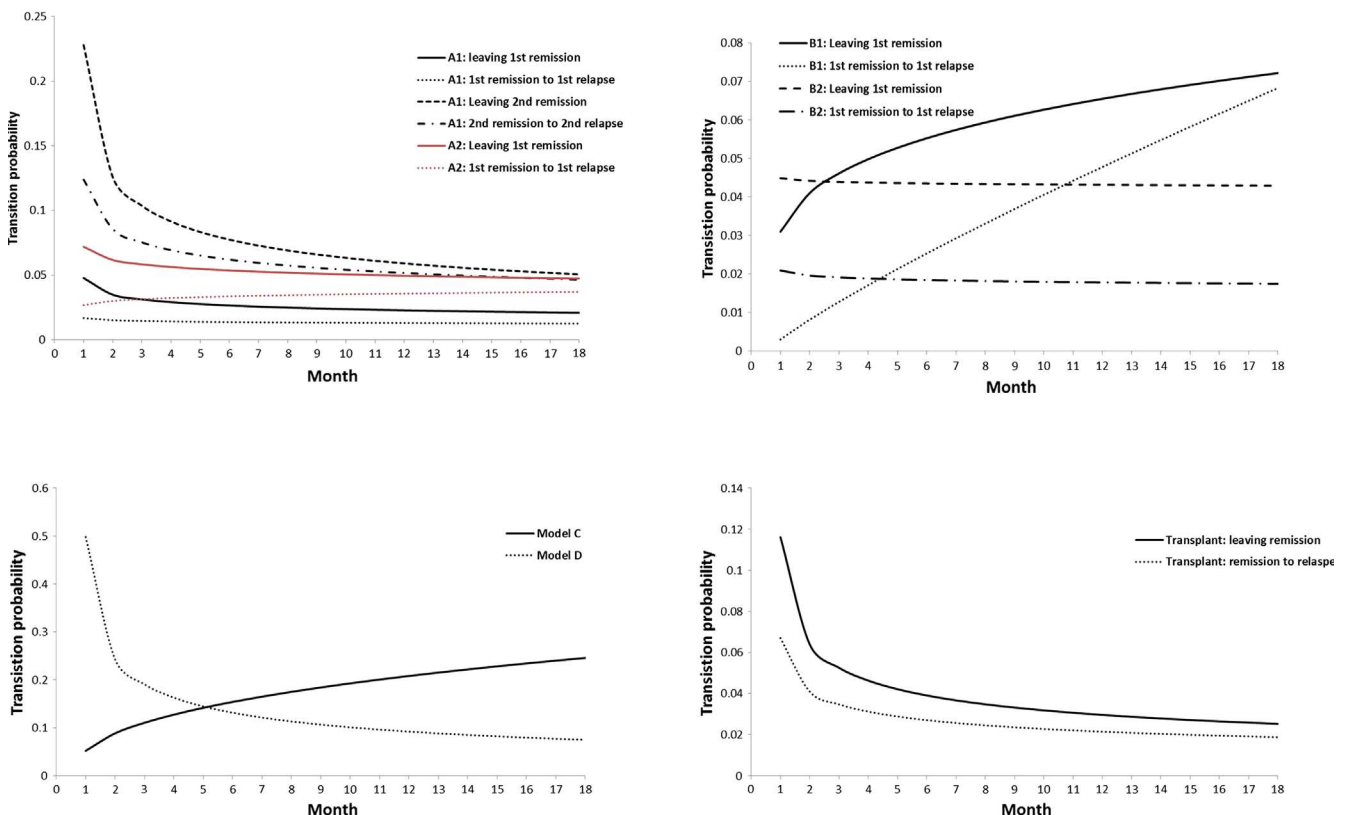 0.25
0.2
0.15
0.1
0.05
0
Transition probability
A1: leaving 1st remission
A1: 1st remission to 1st relapse
A1: Leaving 2nd remission
A1: 2nd remission to 2nd relapse
A2: Leaving 1st remission
A2: 1st remission to 1st relapse
0 1 2 3 4 5 6 7 8 9 10 11 12 13 14 15 16 17 18
Month
0.08
0.07
0.06
0.05
0.04
0.03
0.02
0.01
0
Transistion probability
B1: Leaving 1st remission
B1: 1st remission to 1st relapse
B2: Leaving 1st remission
B2: 1st remission to 1st relapse
0 1 2 3 4 5 6 7 8 9 10 11 12 13 14 15 16 17 18
Month
0.6
0.5
0.4
0.3
0.2
0.1
0
Transistion probability
Model C
Model D
0 1 2 3 4 5 6 7 8 9 10 11 12 13 14 15 16 17 18
Month
0.14
0.12
0.1
0.08
0.06
0.04
0.02
0
Transistion probability
Transplant: leaving remission
Transplant: remission to relaspe
0 1 2 3 4 5 6 7 8 9 10 11 12 13 14 15 16 17 18
Month